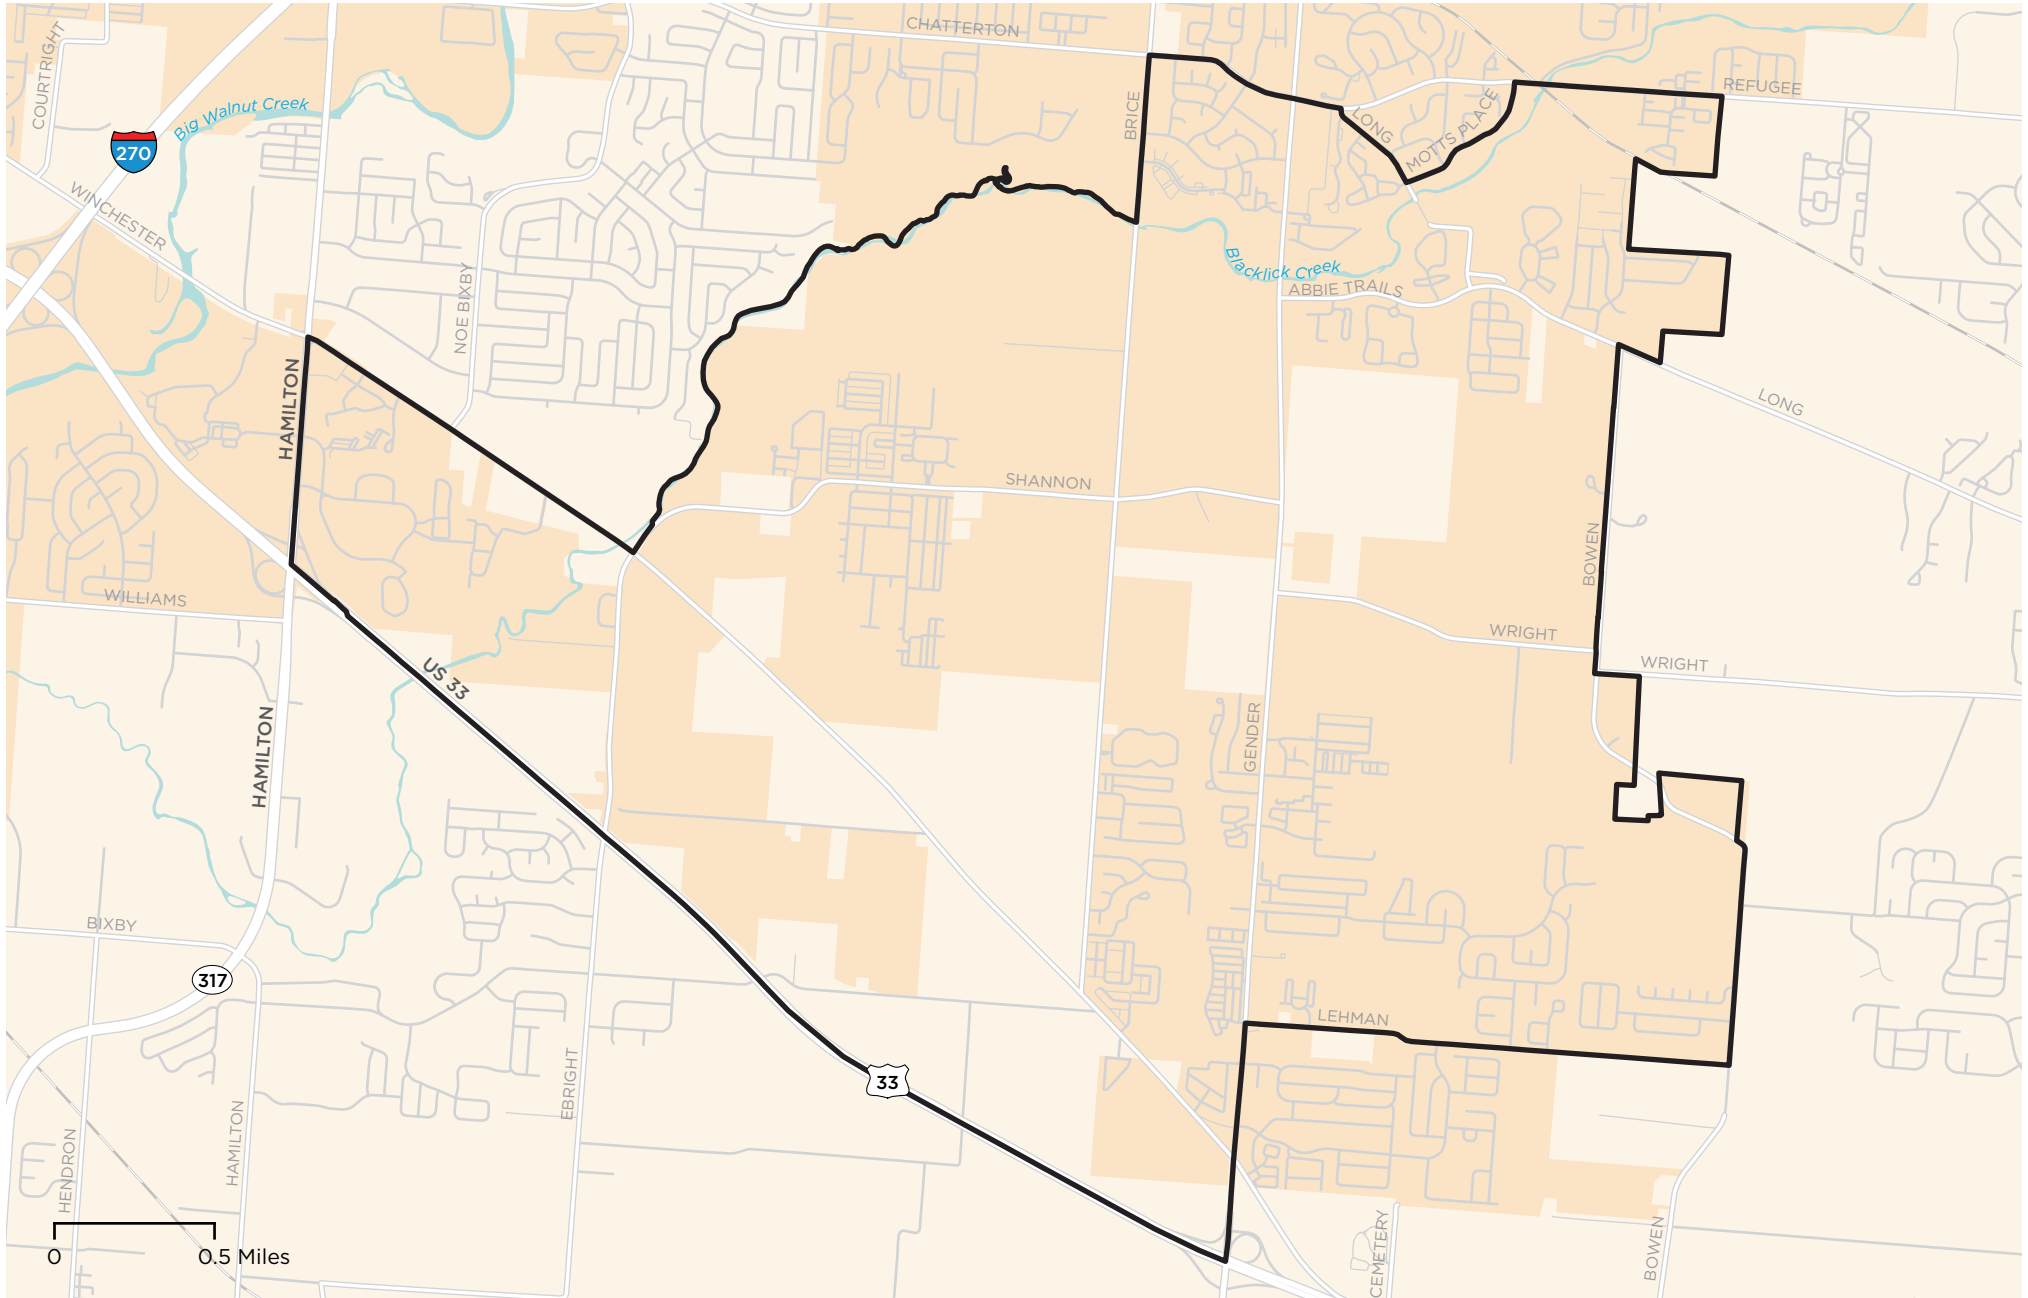 COURTRIGHT
CHATTERTON
Big Walnut Creek
270
BRICE
LONG
MOTTS PLACE
REFUGEE
WINCHESTER
NOE BIXBY
Blacklick Creek
ABBIE TRAILS
HAMILTON
LONG
SHANNON
BOWEN
WILLIAMS
WRIGHT
WRIGHT
US 33
HAMILTON
GENDER
BIXBY
317
LEHMAN
33
EBRIGHT
HENDRON
HAMILTON
CEMETERY
BOWEN
0
0.5 Miles